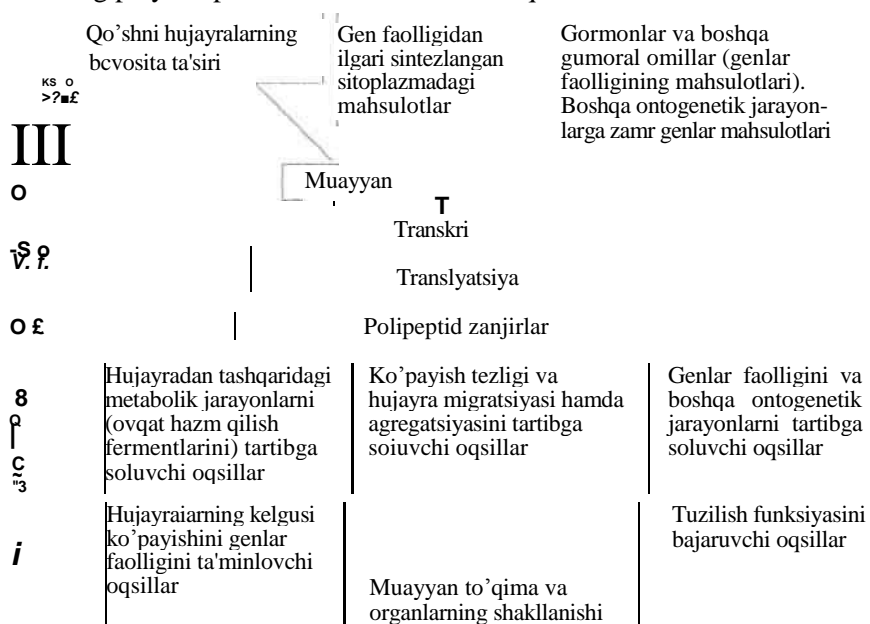 Qo’shni hujayralarning
bcvosita ta'siri
Gen faolligidan
ilgari sintezlangan
sitoplazmadagi
mahsulotlar
Gormonlar va boshqa
gumoral omillar (genlar
faolligining mahsulotlari).
Boshqa ontogenetik jarayon-
larga zamr genlar mahsulotlari
KS O
>?■£
III
O
Muayyan
T
Transkri
V. f.
Translyatsiya
O £
Polipeptid zanjirlar
8
Hujayradan tashqaridagi
metabolik jarayonlarni
(ovqat hazm qilish
fermentlarini) tartibga
soluvchi oqsillar
Ko’payish tezligi va
hujayra migratsiyasi hamda
agregatsiyasini tartibga
soiuvchi oqsillar
Genlar faolligini va
boshqa ontogenetik
jarayonlarni tartibga
soluvchi oqsillar
"3
i
Hujayraiarning kelgusi
ko’payishini genlar
faolligini ta'minlovchi
oqsillar
Muayyan to’qima va
organlarning shakllanishi
Tuzilish funksiyasini
bajaruvchi oqsillar